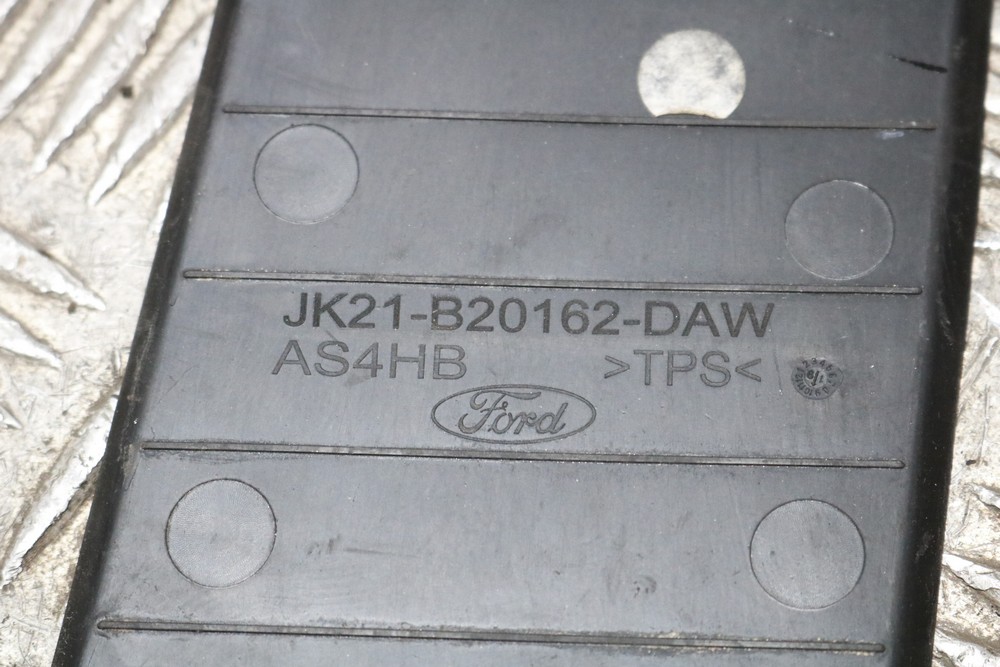 JK21-B20162-DAW
AS4HB >TPS<
Ford